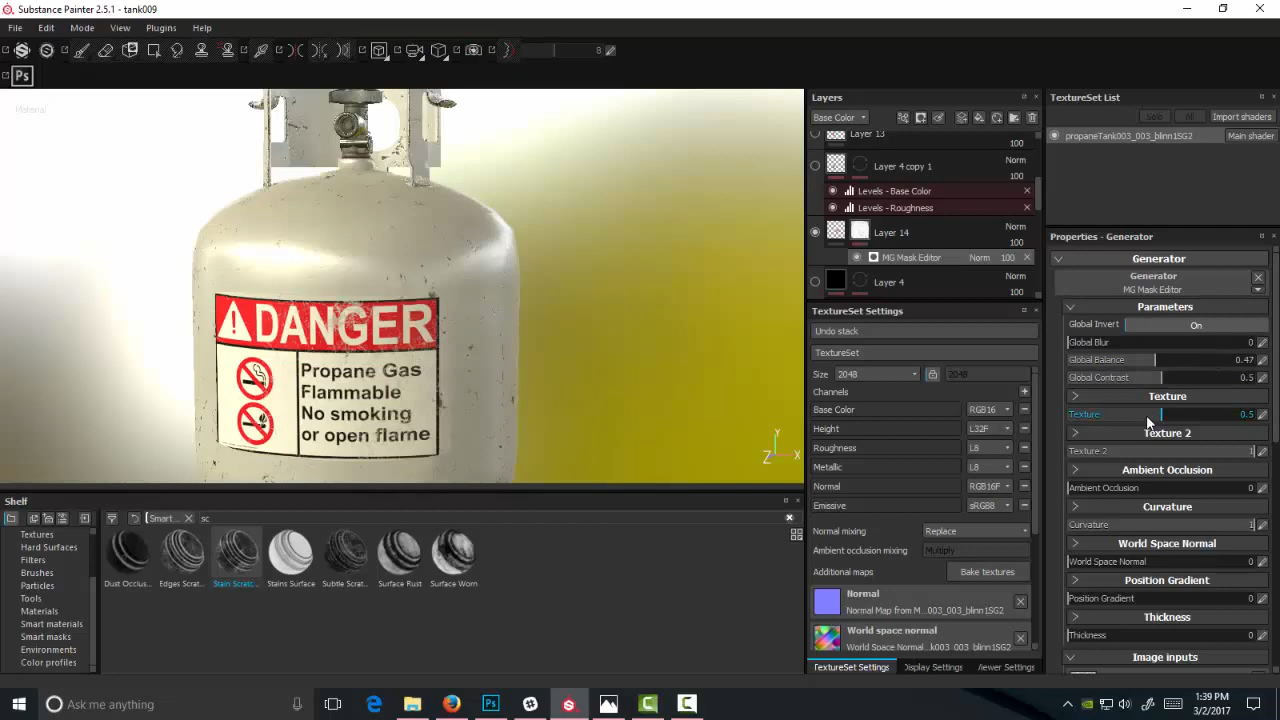 Substance Painter 2.5.1 - tank009
File Edit Mode View Plugins Help
8
Ps
Material
DANGER
Propane Gas
Flammable
No smoking
or open flame
Y
Z X
Layers
Base Color
Layer 13
100
Layer 4 copy 1 Norm
100
Levels - Base Color
Levels - Roughness
Layer 14 Norm
100
MG Mask Editor Norm 100
Layer 4 Norm
100
TextureSet Settings
Undo stack
TextureSet
Size 2048 2048
Channels
Base Color RGB16
Height L32F
Roughness L8
Metallic L8
Normal RGB16F
Emissive sRGB8
Normal mixing Replace
Ambient occlusion mixing Multiply
Additional maps Bake textures
Normal
Normal Map from M...003_003_blinn1SG2
World space normal
World Space Normal...k003_003_blinn1SG2
TextureSet Settings Display Settings Viewer Settings
TextureSet List
Solo All Import shaders
propaneTank003_003_blinn1SG2 Main shader
Properties - Generator
Generator
Generator
MG Mask Editor
Parameters
Global Invert On
Global Blur 0
Global Balance 0.47
Global Contrast 0.5
Texture
Texture 0.5
Texture 2
Texture 2 1
Ambient Occlusion
Ambient Occlusion 0
Curvature
Curvature 1
World Space Normal
World Space Normal 0
Position Gradient
Position Gradient 0
Thickness
Thickness 0
Image inputs
Shelf
Smart... sc
Textures
Hard Surfaces
Filters
Brushes
Particles
Tools
Materials
Smart materials
Smart masks
Environments
Color profiles
Dust Occlus... Edges Scrat... Stain Scratc... Stains Surface Subtle Scrat... Surface Rust Surface Worn
Ask me anything
Ps
1:39 PM
3/2/2017